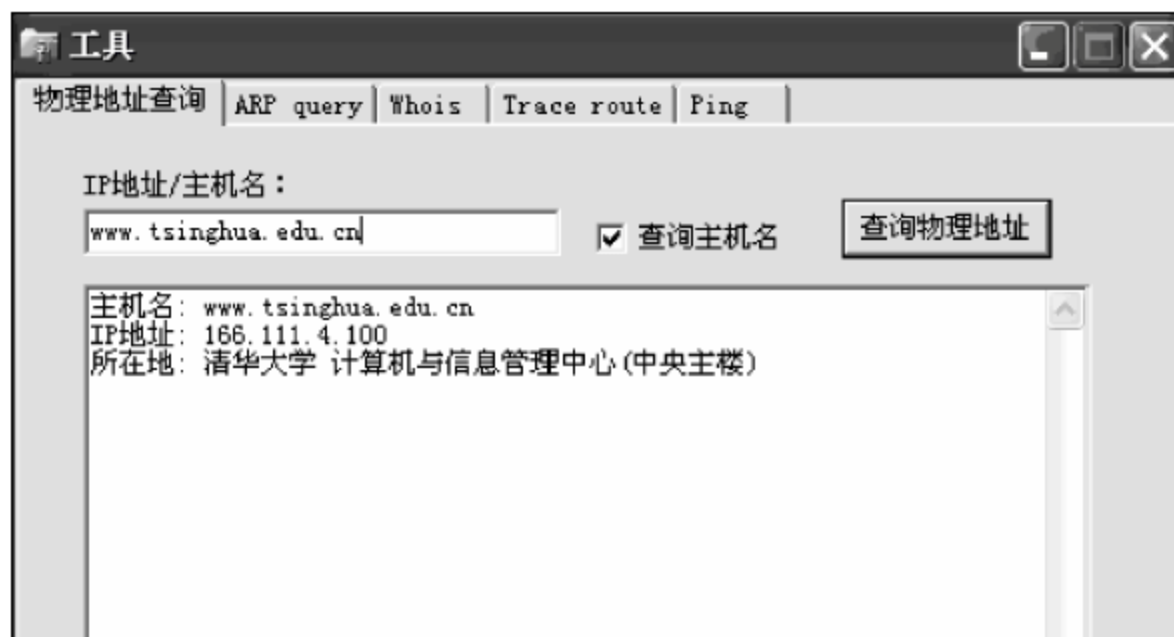 工具
物理地址查询 ARP query Whois Trace route Ping
IP地址/主机名：
www.tsinghua.edu.cn 查询主机名 查询物理地址
主机名: www.tsinghua.edu.cn
IP地址: 166.111.4.100
所在地: 清华大学 计算机与信息管理中心(中央主楼)